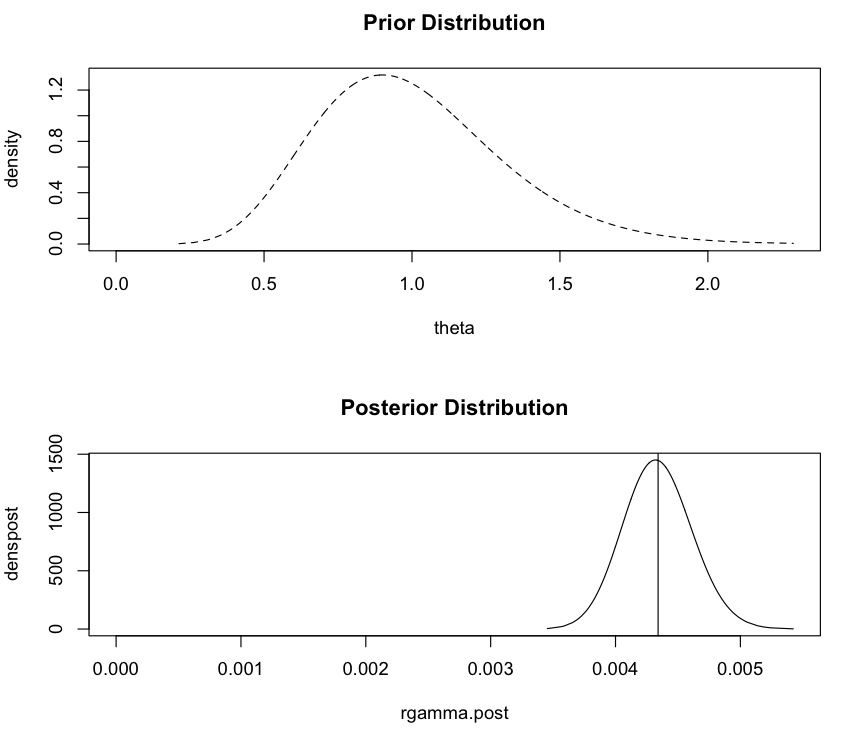 Prior Distribution
density
0.0 0.4 0.8 1.2
0.0 0.5 1.0 1.5 2.0
theta
Posterior Distribution
denspost
0 500 1000 1500
0.000 0.001 0.002 0.003 0.004 0.005
rgamma.post